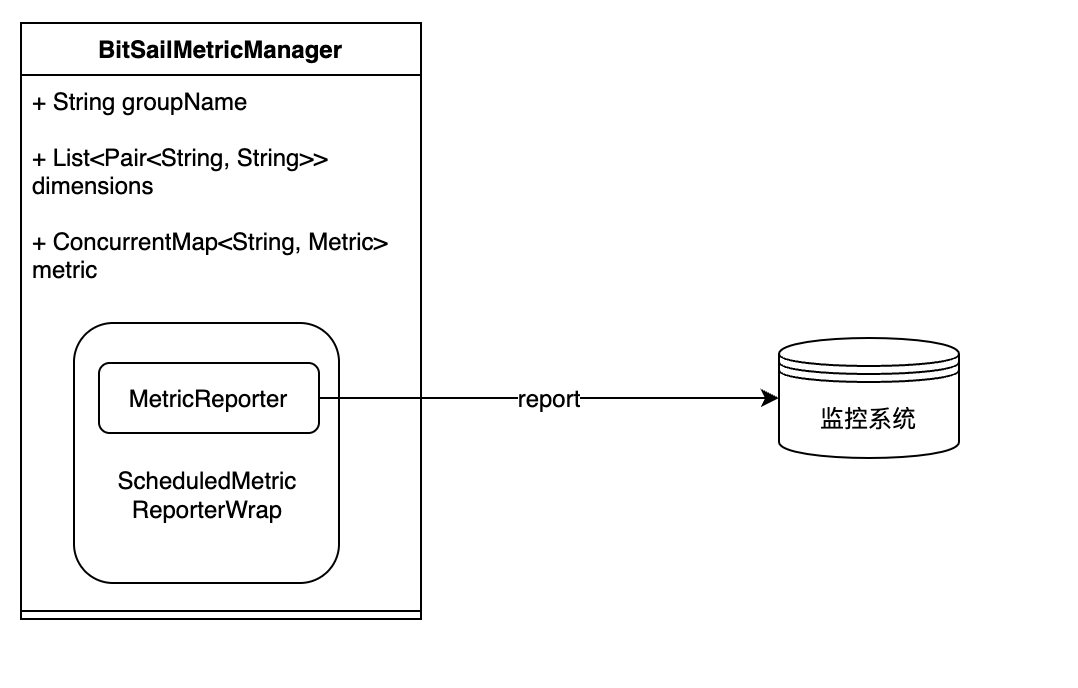 BitSailMetricManager
+ String groupName
+ List<Pair<String, String>>
dimensions
+ ConcurrentMap<String, Metric>
metric
MetricReporter
ScheduledMetric
ReporterWrap
report
监控系统